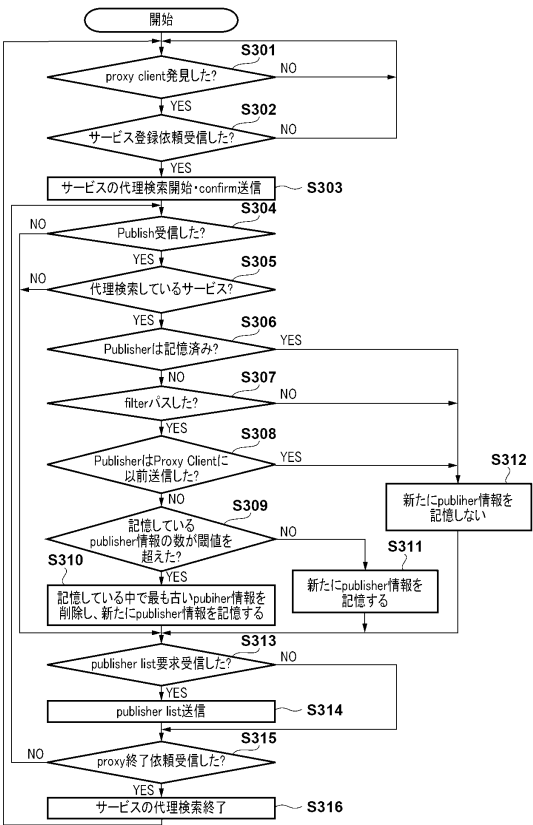 開始
S301
proxy client発見した?
NO
YES
S302
サービス登録依頼受信した?
NO
YES
サービスの代理検索開始・confirm送信
S303
S304
NO
Publish受信した?
YES
S305
NO
代理検索しているサービス?
YES
S306
Publisherは記憶済み?
YES
NO
S307
filterパスした?
NO
YES
S308
PublisherはProxy Clientに
以前送信した?
YES
NO
S312
新たにpubliher情報を
記憶しない
S309
記憶している
publisher情報の数が閾値を
超えた?
NO
YES
S310
記憶している中で最も古いpubiher情報を
削除し、新たにpublisher情報を記憶する
S311
新たにpublisher情報を
記憶する
S313
publisher list要求受信した?
NO
YES
publisher list送信
S314
S315
NO
proxy終了依頼受信した?
YES
サービスの代理検索終了
S316